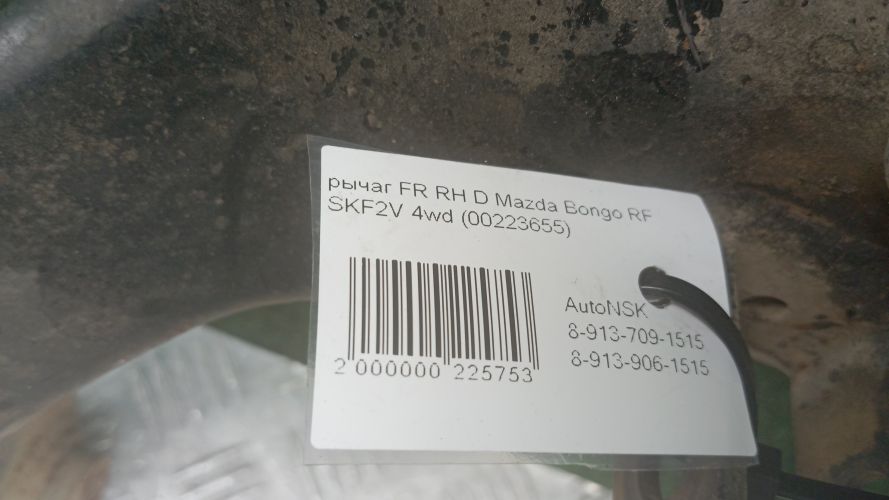 рычаг FR RH D Mazda Bongo RF
SKF2V 4wd (00223655)
AutoNSK
8-913-709-1515
8-913-906-1515
2 000000 225753